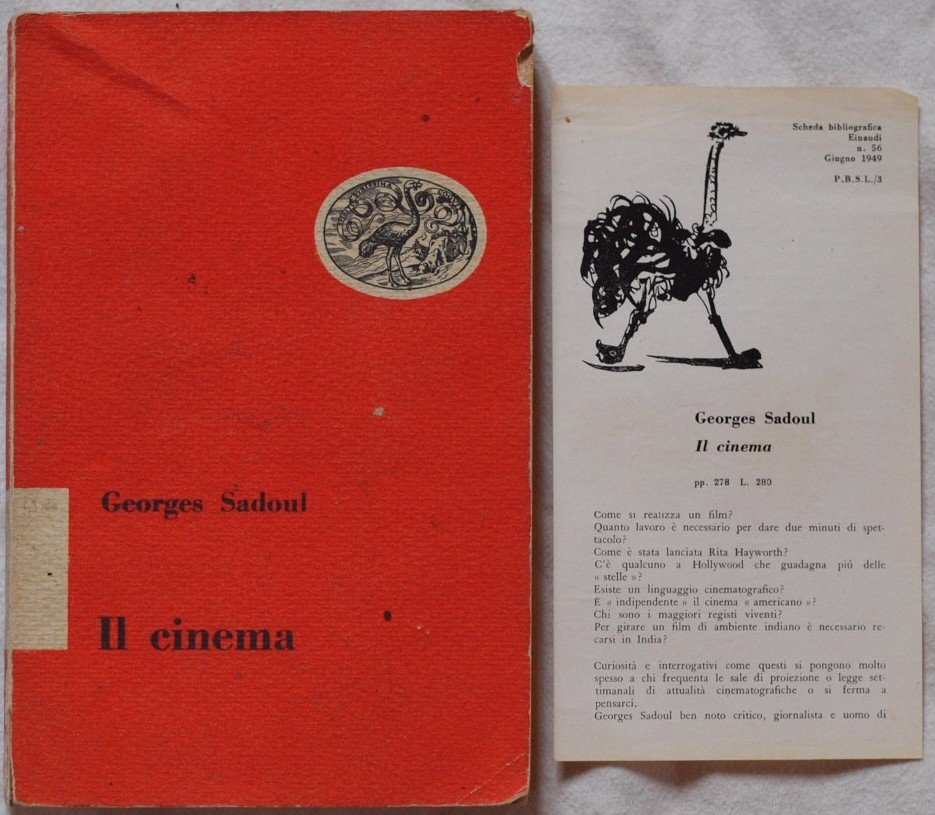 Georges Sadoul
Il cinema
Scheda bibliografica
Einaudi
n. 56
Giugno 1949
P.B.S.L./3
Georges Sadoul
Il cinema
pp. 278 L. 280
Come si realizza un film?
Quanto lavoro è necessario per dare due minuti di spet-
tacolo?
Come è stata lanciata Rita Hayworth?
C'è qualcuno a Hollywood che guadagna piú delle
« stelle »?
Esiste un linguaggio cinematografico?
È « indipendente » il cinema « americano »?
Chi sono i maggiori registi viventi?
Per girare un film di ambiente indiano è necessario re-
carsi in India?
Curiosità e interrogativi come questi si pongono molto
spesso a chi frequenta le sale di proiezione o legge set-
timanali di attualità cinematografiche o si ferma a
pensarci.
Georges Sadoul ben noto critico, giornalista e uomo di